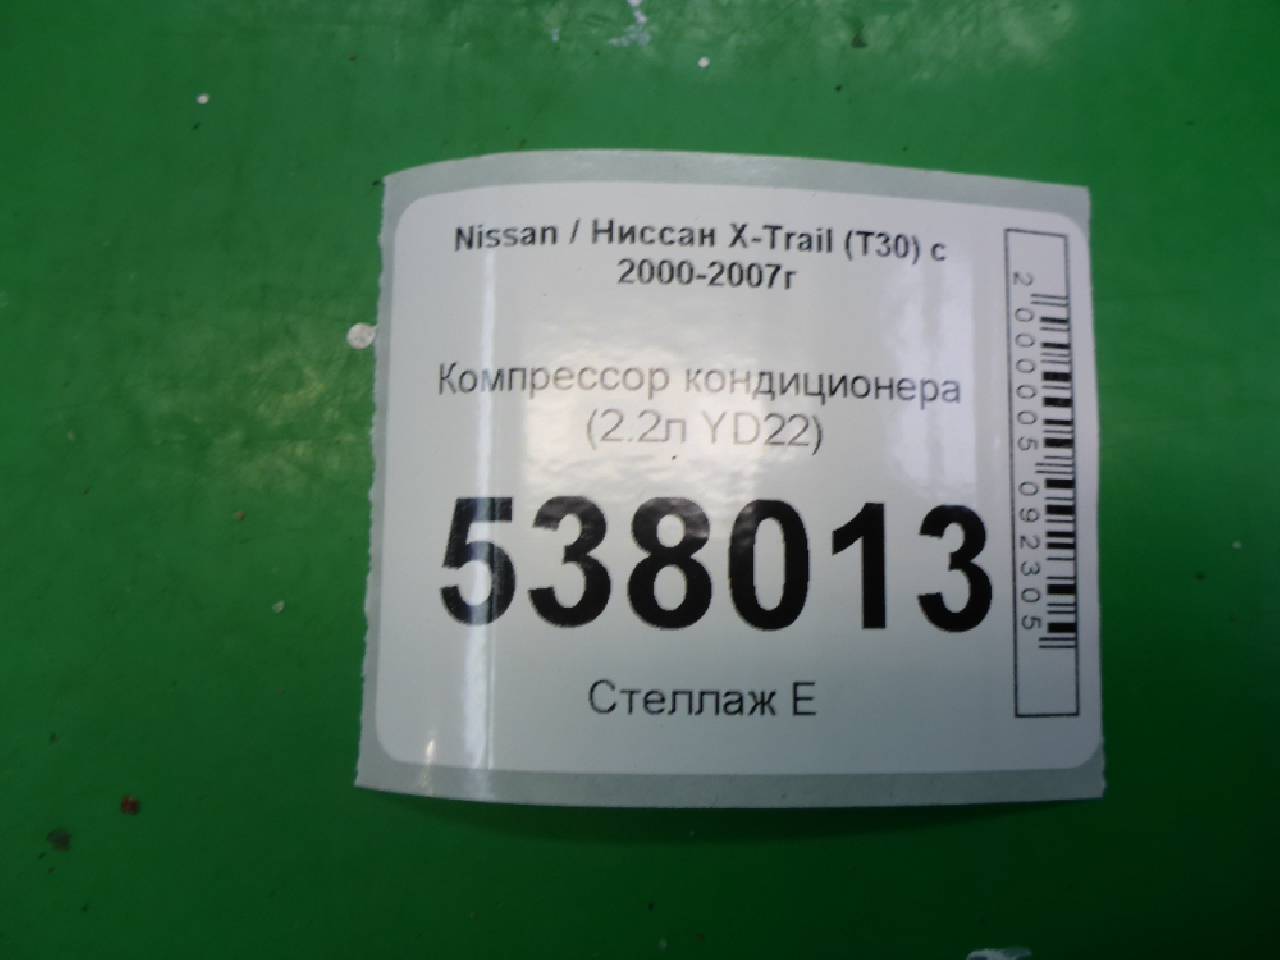 Nissan / Ниссан X-Trail (T30) с
2000-2007г
Компрессор кондиционера
(2.2л YD22)
538013
Стеллаж Е
2000005092305